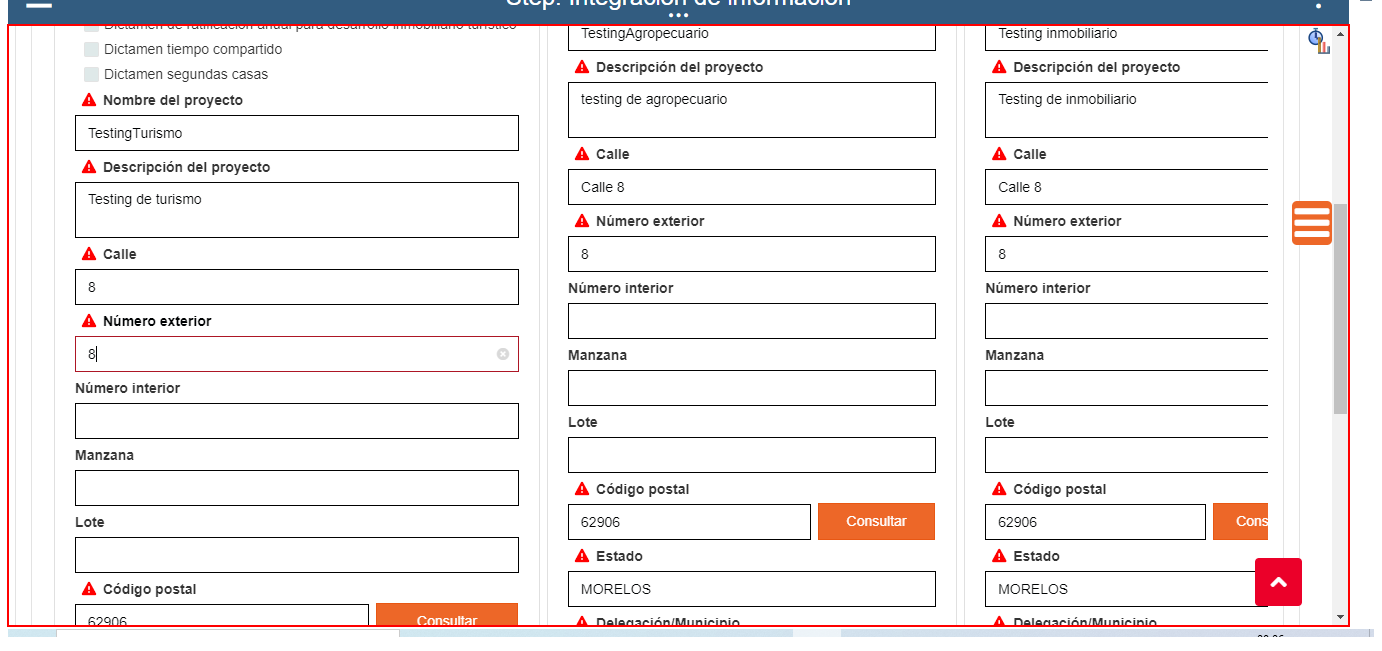 Step: Integración de información
Dictamen de ratificación anual para desarrollo inmobiliario turístico
Dictamen tiempo compartido
Dictamen segundas casas
Nombre del proyecto
TestingTurismo
Descripción del proyecto
Testing de turismo
Calle
8
Número exterior
8
Número interior
Manzana
Lote
Código postal
62906
Consultar
TestingAgropecuario
Descripción del proyecto
testing de agropecuario
Calle
Calle 8
Número exterior
8
Número interior
Manzana
Lote
Código postal
62906
Consultar
Estado
MORELOS
Delegación/Municipio
Testing inmobiliario
Descripción del proyecto
Testing de inmobiliario
Calle
Calle 8
Número exterior
8
Número interior
Manzana
Lote
Código postal
62906
Cons
Estado
MORELOS
Delegación/Municipio